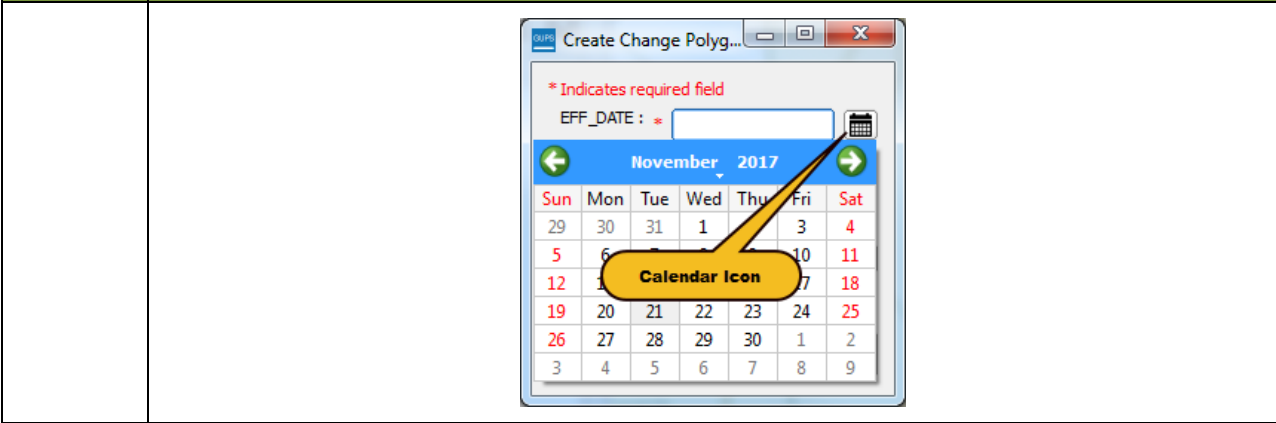 GUPS Create Change Polyg...
* Indicates required field
EFF_DATE : *
November 2017
Sun Mon Tue Wed Thu Fri Sat
29 30 31 1 3 4
5 10 11
Calendar Icon
12 18
19 20 21 22 23 24 25
26 27 28 29 30 1 2
3 4 5 6 7 8 9